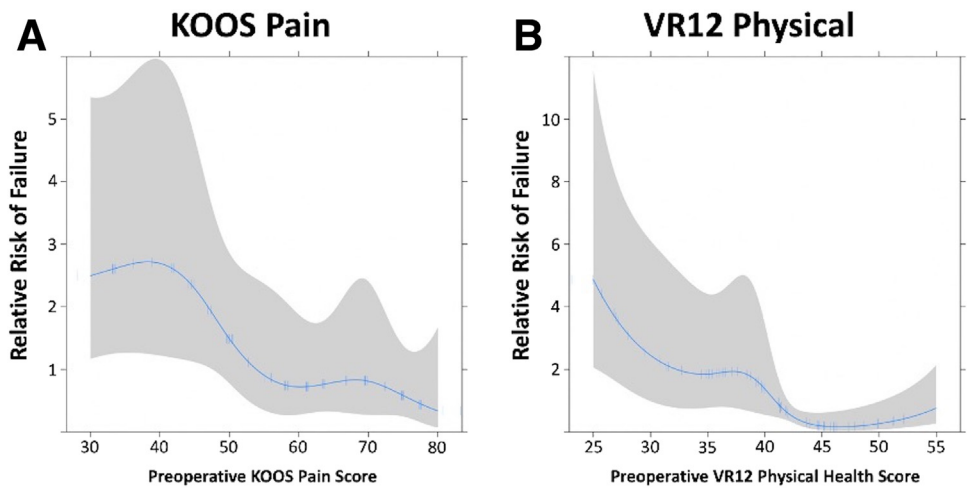 A
KOOS Pain
Relative Risk of Failure
5
4
3
2
1
30 40 50 60 70 80
Preoperative KOOS Pain Score
B
VR12 Physical
Relative Risk of Failure
10
8
6
4
2
25 30 35 40 45 50 55
Preoperative VR12 Physical Health Score